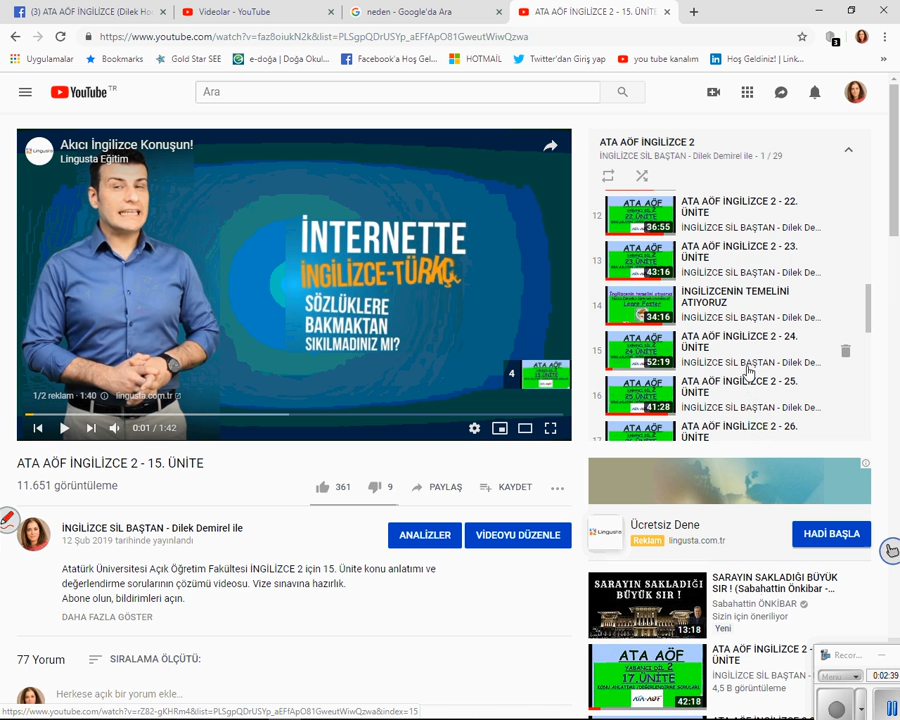 (3) ATA AÖF İNGİLİZCE (Dilek Ho
Videolar - YouTube
neden - Google'da Ara
ATA AÖF İNGİLİZCE 2 - 15. ÜNİTE
https://www.youtube.com/watch?v=faz8oiukN2k&list=PLSgpQDrUSYp_aEFfApO81GweutWiwQzwa
3
Uygulamalar
Bookmarks
Gold Star SEE
e-doğa | Doğa Okul...
Facebook'a Hoş Gel...
HOTMAİL
Twitter'dan Giriş yap
you tube kanalım
Hoş Geldiniz! | Link...
YouTube TR
Ara
Akıcı İngilizce Konuşun!
Lingusta Eğitim
İNTERNETTE
İNGİLİZCE-TÜRKÇ
SÖZLÜKLERE
BAKMAKTAN
SIKILMADINIZ MI?
4
1/2 reklam · 1:40
lingusta.com.tr
0:01 / 1:42
ATA AÖF İNGİLİZCE 2
İNGİLİZCE SİL BAŞTAN - Dilek Demirel ile - 1 / 29
12
ATA AÖF
22.ÜNİTE
36:55
ATA AÖF İNGİLİZCE 2 - 22.
ÜNİTE
İNGİLİZCE SİL BAŞTAN - Dilek De...
13
ATA AÖF
23.ÜNİTE
43:16
ATA AÖF İNGİLİZCE 2 - 23.
ÜNİTE
İNGİLİZCE SİL BAŞTAN - Dilek De...
14
34:16
İNGİLİZCENİN TEMELİNİ
ATIYORUZ
İNGİLİZCE SİL BAŞTAN - Dilek De...
15
ATA AÖF
24.ÜNİTE
52:19
ATA AÖF İNGİLİZCE 2 - 24.
ÜNİTE
İNGİLİZCE SİL BAŞTAN - Dilek De...
16
ATA AÖF
25.ÜNİTE
41:28
ATA AÖF İNGİLİZCE 2 - 25.
ÜNİTE
İNGİLİZCE SİL BAŞTAN - Dilek De...
17
ATA AÖF
ATA AÖF İNGİLİZCE 2 - 26.
ÜNİTE
ATA AÖF İNGİLİZCE 2 - 15. ÜNİTE
11.651 görüntüleme
361
9
PAYLAŞ
KAYDET
İNGİLİZCE SİL BAŞTAN - Dilek Demirel ile
12 Şub 2019 tarihinde yayınlandı
ANALİZLER
VİDEOYU DÜZENLE
Atatürk Üniversitesi Açık Öğretim Fakültesi İNGİLİZCE 2 için 15. Ünite konu anlatımı ve
değerlendirme sorularının çözümü videosu. Vize sınavına hazırlık.
Abone olun, bildirimleri açın.
DAHA FAZLA GÖSTER
77 Yorum
SIRALAMA ÖLÇÜTÜ:
Herkese açık bir yorum ekle...
Lingusta
Ücretsiz Dene
Reklam
lingusta.com.tr
HADİ BAŞLA
SARAYIN SAKLADIĞI
BÜYÜK SIR !
13:18
SARAYIN SAKLADIĞI BÜYÜK
SIR ! (Sabahattin Önkibar -...
Sabahattin ÖNKİBAR
Sizin için öneriliyor
Yeni
ATA AÖF
YABANCI DİL 2
17.ÜNİTE
ATA-AÖF
42:18
ATA AÖF İNGİLİZCE 2 -
ÜNİTE
İNGİLİZCE SİL BAŞTAN -
4,5 B görüntüleme
Recor...
Menu
0:02:39
https://www.youtube.com/watch?v=rZ82-gKHRm4&list=PLSgpQDrUSYp_aEFfApO81GweutWiwQzwa&index=15